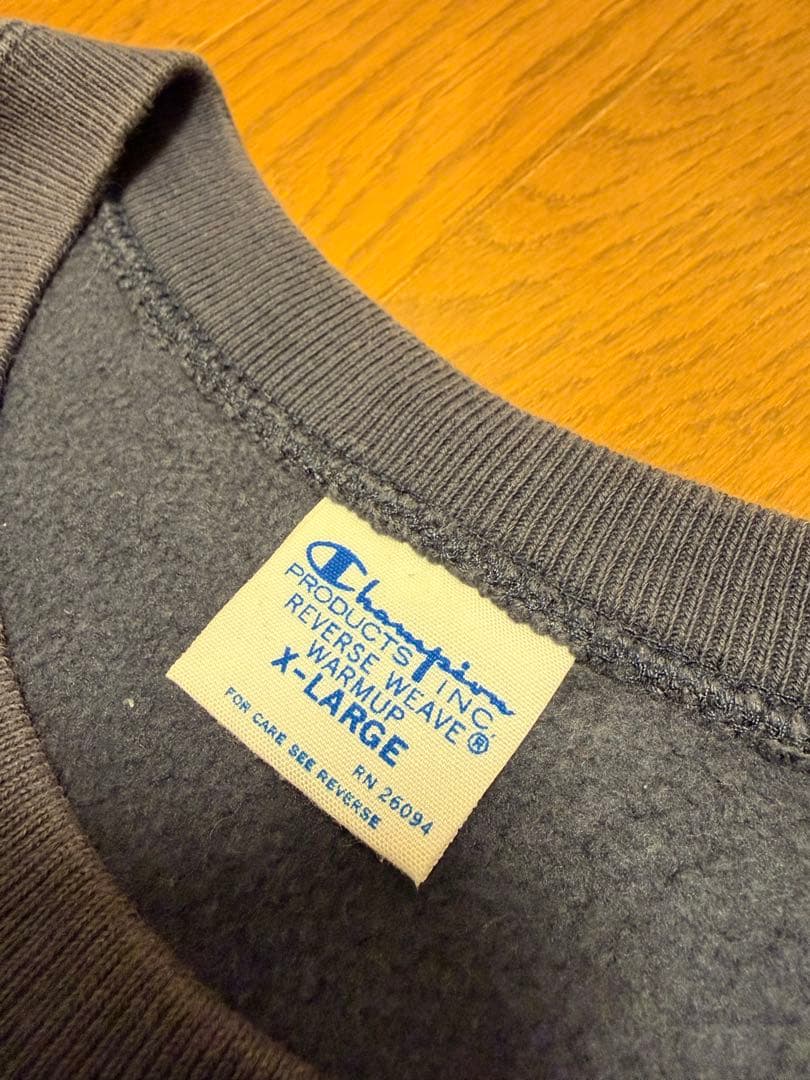 Champion
PRODUCTS INC.
REVERSE WEAVE®
WARMUP
X-LARGE
RN 26094
FOR CARE SEE REVERSE